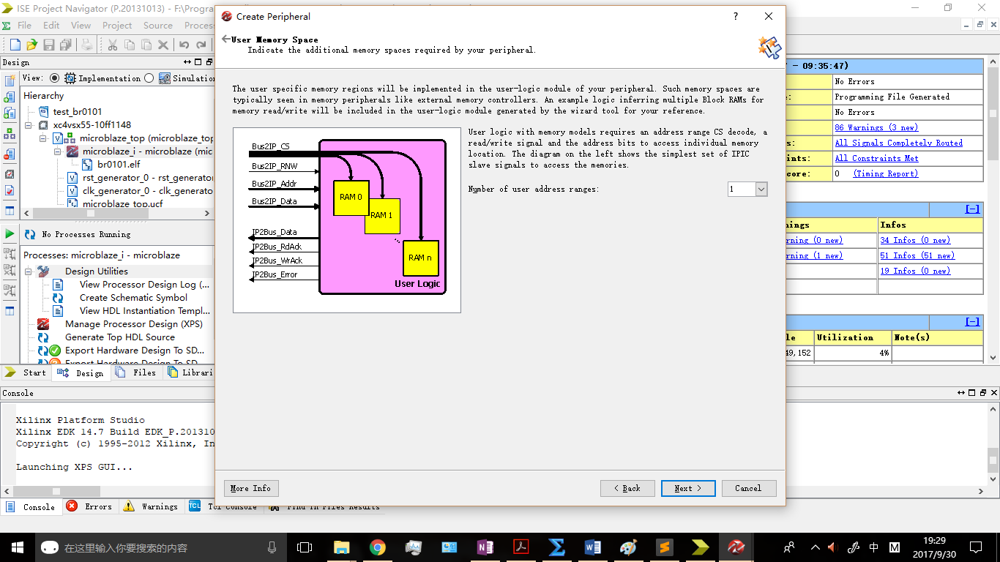 ISE Project Navigator (P.20131013) - F:\Progra
File Edit View Project Source Proces
Design
View: Implementation Simulation
Hierarchy
test_br0101
xc4vsx55-10ff1148
microblaze_top (microblaze_top
microblaze_i - microblaze (mic
br0101.elf
rst_generator_0 - rst_generato
clk_generator_0 - clk_generato
microblaze_top.ucf
No Processes Running
Processes: microblaze_i - microblaze
Design Utilities
View Processor Design Log (...
Create Schematic Symbol
View HDL Instantiation Templ...
Manage Processor Design (XPS)
Generate Top HDL Source
Export Hardware Design To SD...
Export Hardware Design To SD...
Start Design Files Librari
Console
Xilinx Platform Studio
Xilinx EDK 14.7 Build EDK_P.201310
Copyright (c) 1995-2012 Xilinx, In
Launching XPS GUI...
Console Errors Warnings Tcl Console Find in Files Results
Create Peripheral
?
User Memory Space
Indicate the additional memory spaces required by your peripheral.
The user specific memory regions will be implemented in the user-logic module of your peripheral. Such memory spaces are
typically seen in memory peripherals like external memory controllers. An example logic inferring multiple Block RAMs for
memory read/write will be included in the user-logic module generated by the wizard tool for your reference.
Bus2IP_CS
Bus2IP_RNW
Bus2IP_Addr
Bus2IP_Data
IP2Bus_Data
IP2Bus_RdAck
IP2Bus_WrAck
IP2Bus_Error
RAM 0
RAM 1
RAM n
User Logic
User logic with memory models requires an address range CS decode, a
read/write signal and the address bits to access individual memory
location. The diagram on the left shows the simplest set of IPIC
slave signals to access the memories.
Number of user address ranges: 1
More Info < Back Next > Cancel
- 09:35:47)
No Errors
Programming File Generated
No Errors
86 Warnings (3 new)
All Signals Completely Routed
ints: All Constraints Met
core: 0 (Timing Report)
[-]
nings Infos
rning (0 new) 34 Infos (0 new)
rning (1 new) 51 Infos (51 new)
19 Infos (0 new)
[-]
le Utilization Note(s)
49,152 4%
在这里输入你要搜索的内容
中 M
19:29
2017/9/30